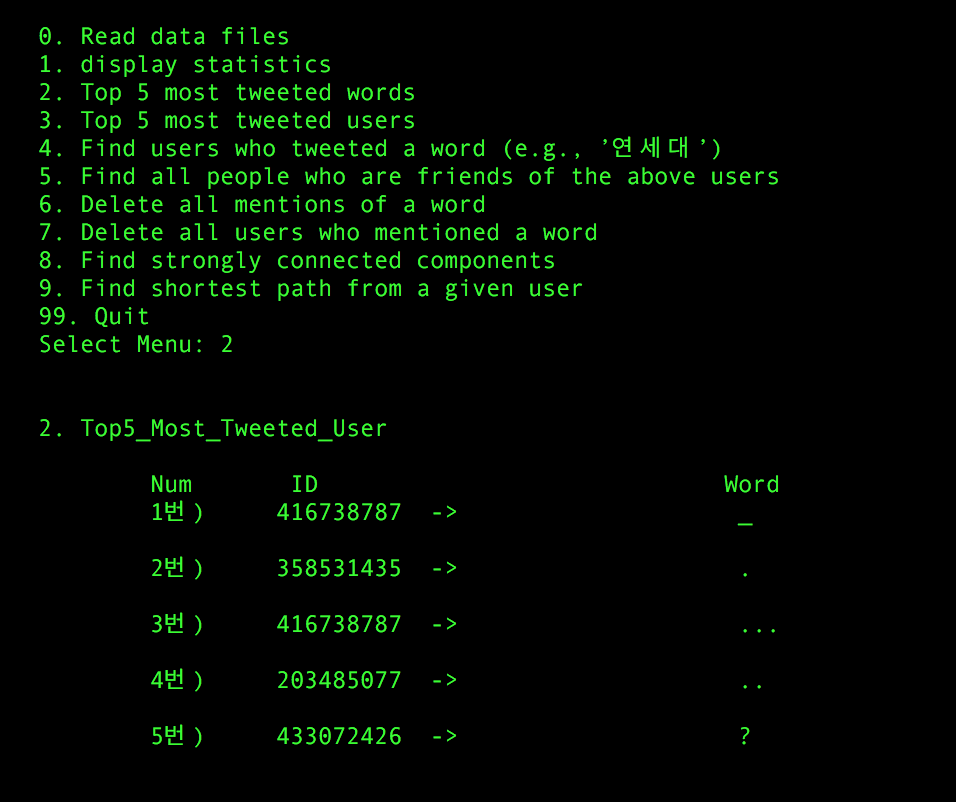 0. Read data files
1. display statistics
2. Top 5 most tweeted words
3. Top 5 most tweeted users
4. Find users who tweeted a word (e.g., ’연세대’)
5. Find all people who are friends of the above users
6. Delete all mentions of a word
7. Delete all users who mentioned a word
8. Find strongly connected components
9. Find shortest path from a given user
99. Quit
Select Menu: 2
2. Top5_Most_Tweeted_User
Num ID Word
1번) 416738787 -> _
2번) 358531435 -> .
3번) 416738787 -> ...
4번) 203485077 -> ..
5번) 433072426 -> ?